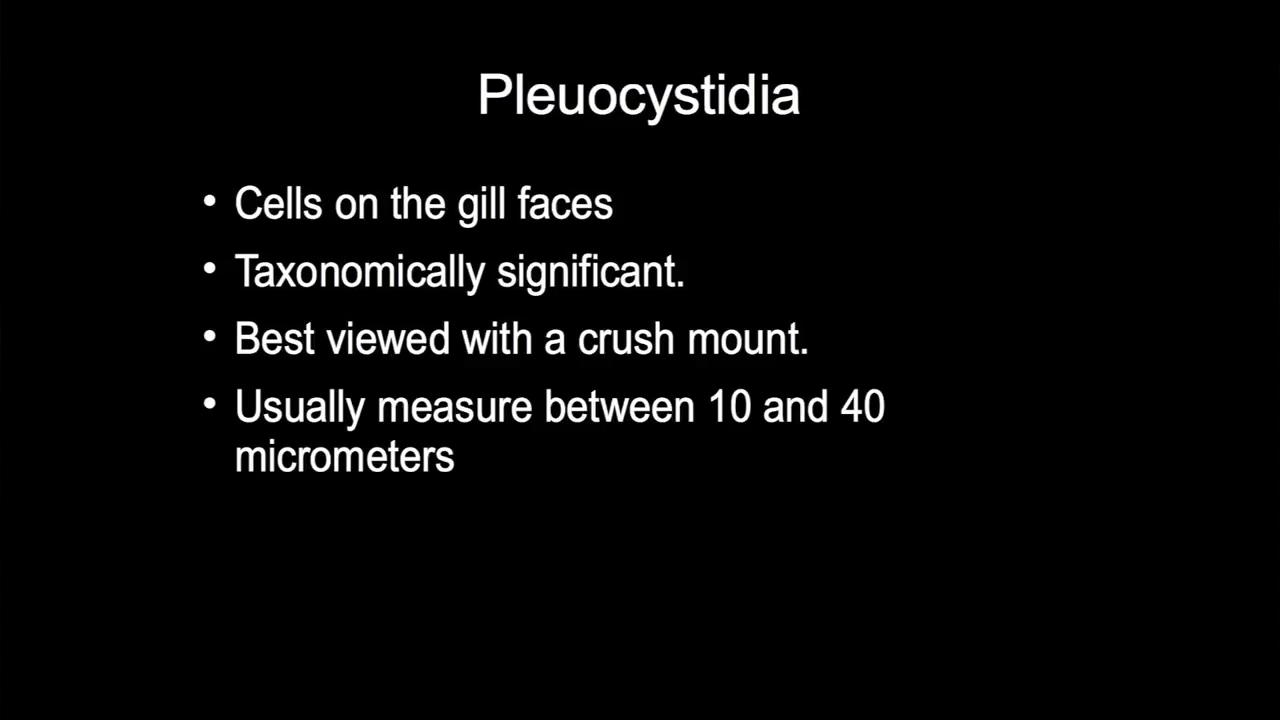 Pleuocystidia
• Cells on the gill faces
• Taxonomically significant.
• Best viewed with a crush mount.
• Usually measure between 10 and 40
micrometers